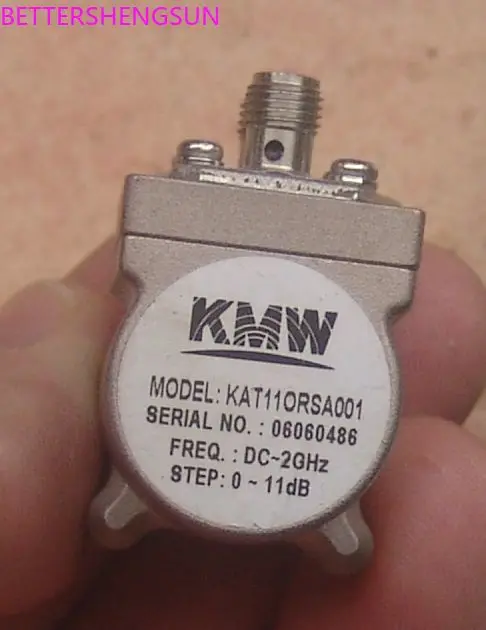 BETTERSHENGSUN
KMW
MODEL: KAT11ORSA001
SERIAL NO. : 06060486
FREQ. : DC~2GHz
STEP: 0 ~ 11dB